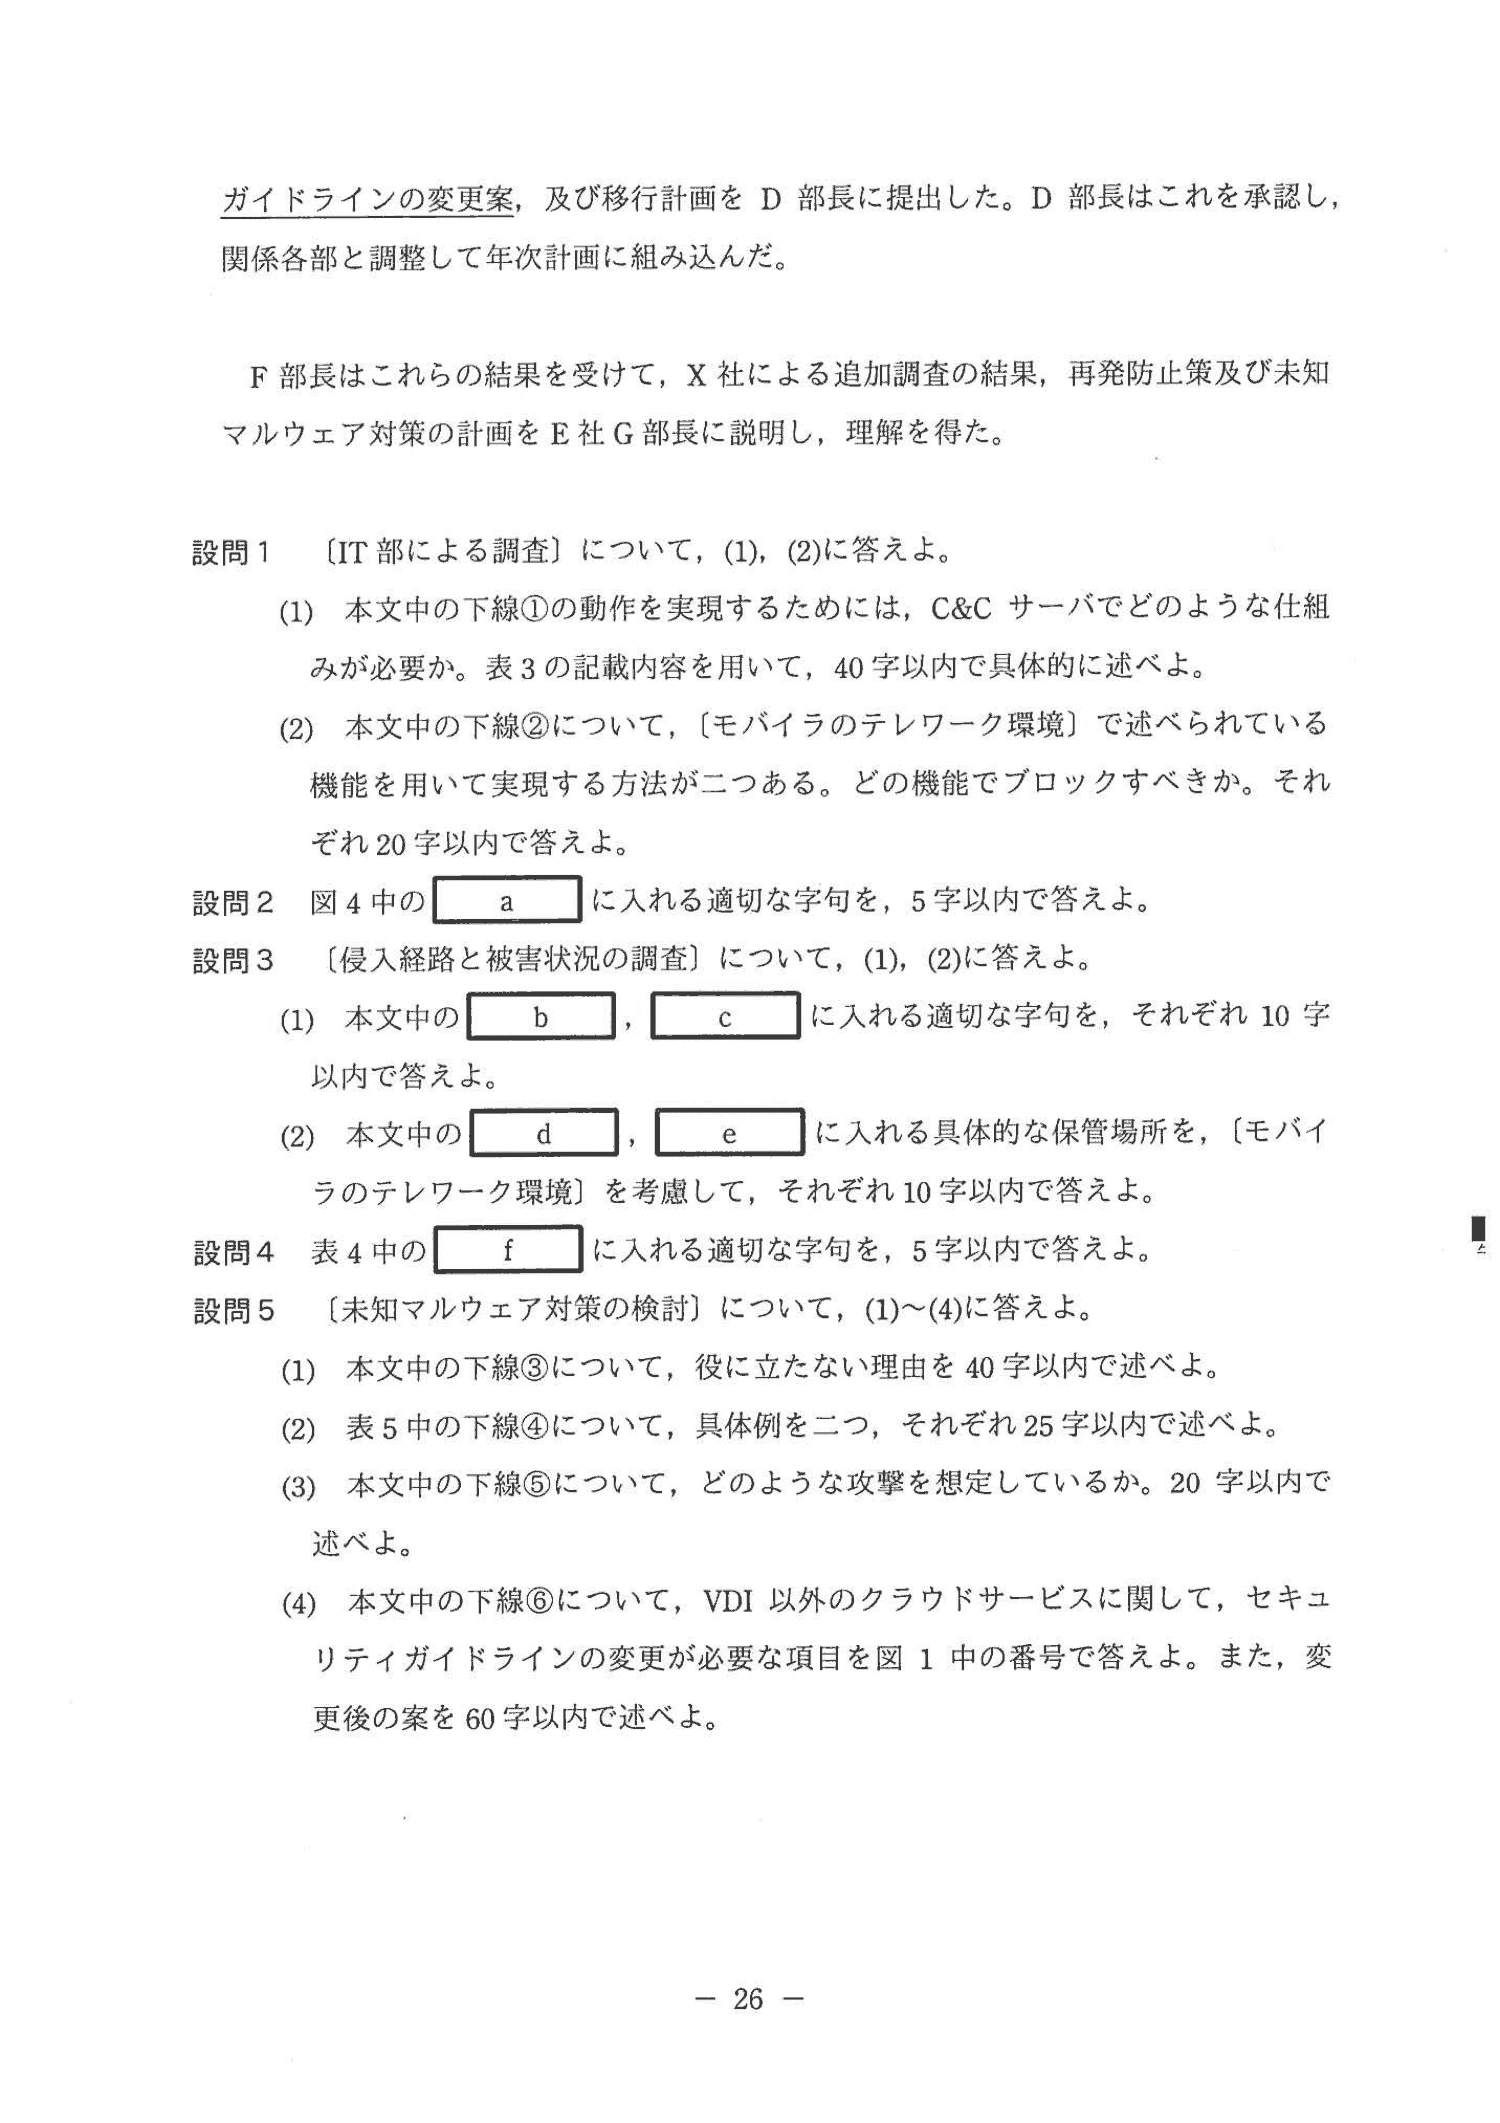 ガイドラインの変更案，及び移行計画を D 部長に提出した。D 部長はこれを承認し，
関係各部と調整して年次計画に組み込んだ。
F 部長はこれらの結果を受けて，X 社による追加調査の結果，再発防止策及び未知
マルウェア対策の計画を E 社 G 部長に説明し，理解を得た。
設問1 〔IT 部による調査〕について，(1)，(2)に答えよ。
(1) 本文中の下線①の動作を実現するためには，C&C サーバでどのような仕組
みが必要か。表 3 の記載内容を用いて，40 字以内で具体的に述べよ。
(2) 本文中の下線②について，〔モバイラのテレワーク環境〕で述べられている
機能を用いて実現する方法が二つある。どの機能でブロックすべきか。それ
ぞれ 20 字以内で答えよ。
設問2 図 4 中の a に入れる適切な字句を，5 字以内で答えよ。
設問3 〔侵入経路と被害状況の調査〕について，(1)，(2)に答えよ。
(1) 本文中の b ， c に入れる適切な字句を，それぞれ 10 字
以内で答えよ。
(2) 本文中の d ， e に入れる具体的な保管場所を，〔モバイ
ラのテレワーク環境〕を考慮して，それぞれ 10 字以内で答えよ。
設問4 表 4 中の f に入れる適切な字句を，5 字以内で答えよ。
設問5 〔未知マルウェア対策の検討〕について，(1)～(4)に答えよ。
(1) 本文中の下線③について，役に立たない理由を 40 字以内で述べよ。
(2) 表 5 中の下線④について，具体例を二つ，それぞれ 25 字以内で述べよ。
(3) 本文中の下線⑤について，どのような攻撃を想定しているか。20 字以内で
述べよ。
(4) 本文中の下線⑥について，VDI 以外のクラウドサービスに関して，セキュ
リティガイドラインの変更が必要な項目を図 1 中の番号で答えよ。また，変
更後の案を 60 字以内で述べよ。
－ 26 －